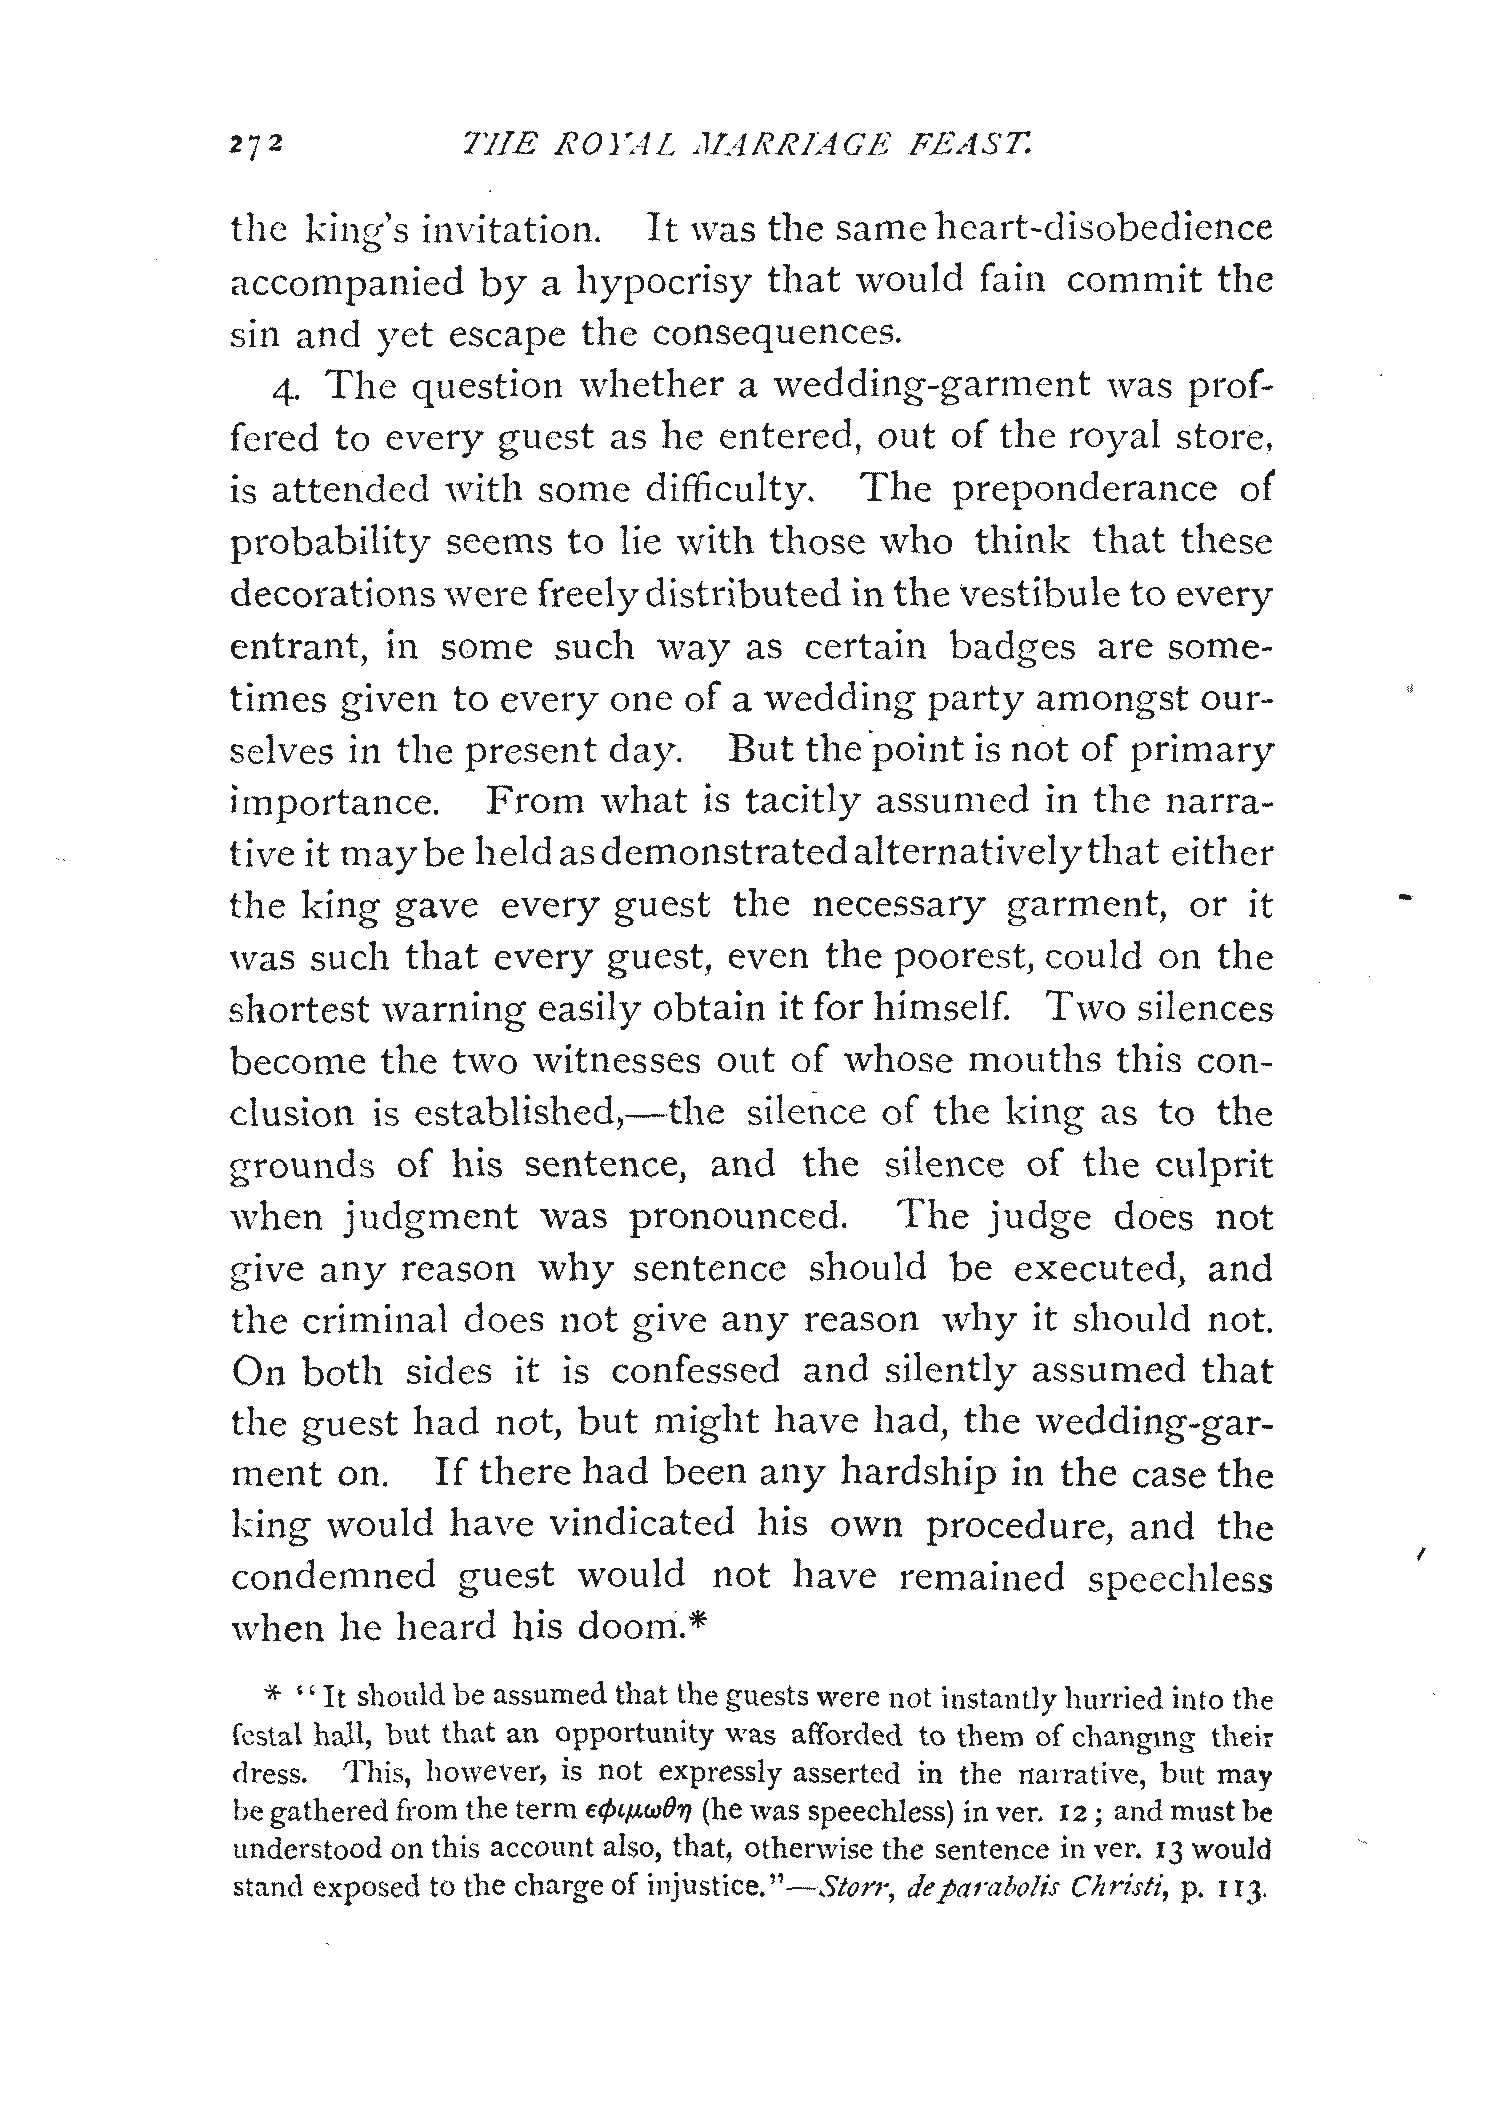 272 THE ROYAL MARRIAGE FEAST.
the king's invitation. It was the same heart-disobedience
accompanied by a hypocrisy that would fain commit the
sin and yet escape the consequences.
4. The question whether a wedding-garment was prof-
fered to every guest as he entered, out of the royal store,
is attended with some difficulty. The preponderance of
probability seems to lie with those who think that these
decorations were freely distributed in the vestibule to every
entrant, in some such way as certain badges are some-
times given to every one of a wedding party amongst our-
selves in the present day. But the point is not of primary
importance. From what is tacitly assumed in the narra-
tive it may be held as demonstrated alternatively that either
the king gave every guest the necessary garment, or it
was such that every guest, even the poorest, could on the
shortest warning easily obtain it for himself. Two silences
become the two witnesses out of whose mouths this con-
clusion is established,—the silence of the king as to the
grounds of his sentence, and the silence of the culprit
when judgment was pronounced. The judge does not
give any reason why sentence should be executed, and
the criminal does not give any reason why it should not.
On both sides it is confessed and silently assumed that
the guest had not, but might have had, the wedding-gar-
ment on. If there had been any hardship in the case the
king would have vindicated his own procedure, and the
condemned guest would not have remained speechless
when he heard his doom.*
* "It should be assumed that the guests were not instantly hurried into the
festal hall, but that an opportunity was afforded to them of changing their
dress. This, however, is not expressly asserted in the narrative, but may
be gathered from the term εφιμωθη (he was speechless) in ver. 12; and must be
understood on this account also, that, otherwise the sentence in ver. 13 would
stand exposed to the charge of injustice."—Storr, de parabolis Christi, p. 113.